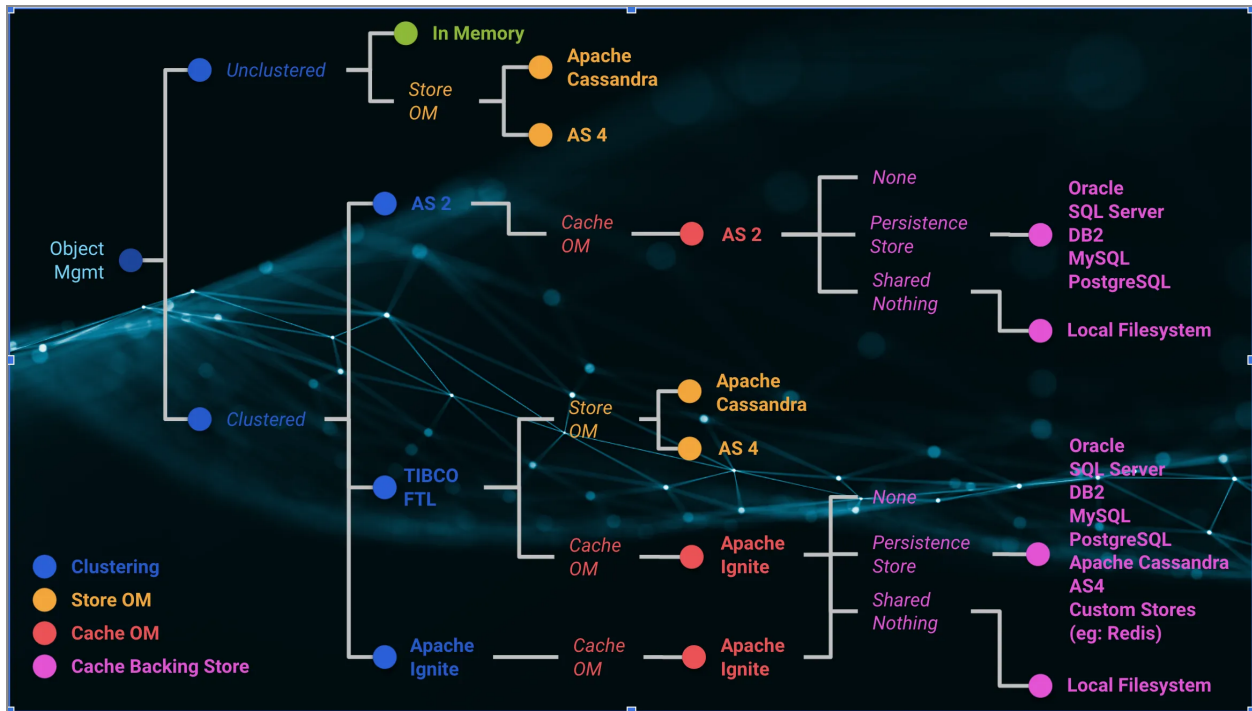 In Memory
Apache
Cassandra
Unclustered
Store
OM
AS 4
Object
Mgmt
AS 2
Cache
OM
AS 2
None
Persistence
Store
Shared
Nothing
Oracle
SQL Server
DB2
MySQL
PostgreSQL
Local Filesystem
Clustered
Store
OM
Apache
Cassandra
AS 4
TIBCO
FTL
Cache
OM
Apache
Ignite
None
Persistence
Store
Shared
Nothing
Oracle
SQL Server
DB2
MySQL
PostgreSQL
Apache Cassandra
AS4
Custom Stores
(eg: Redis)
Apache
Ignite
Cache
OM
Apache
Ignite
Local Filesystem
Clustering
Store OM
Cache OM
Cache Backing Store